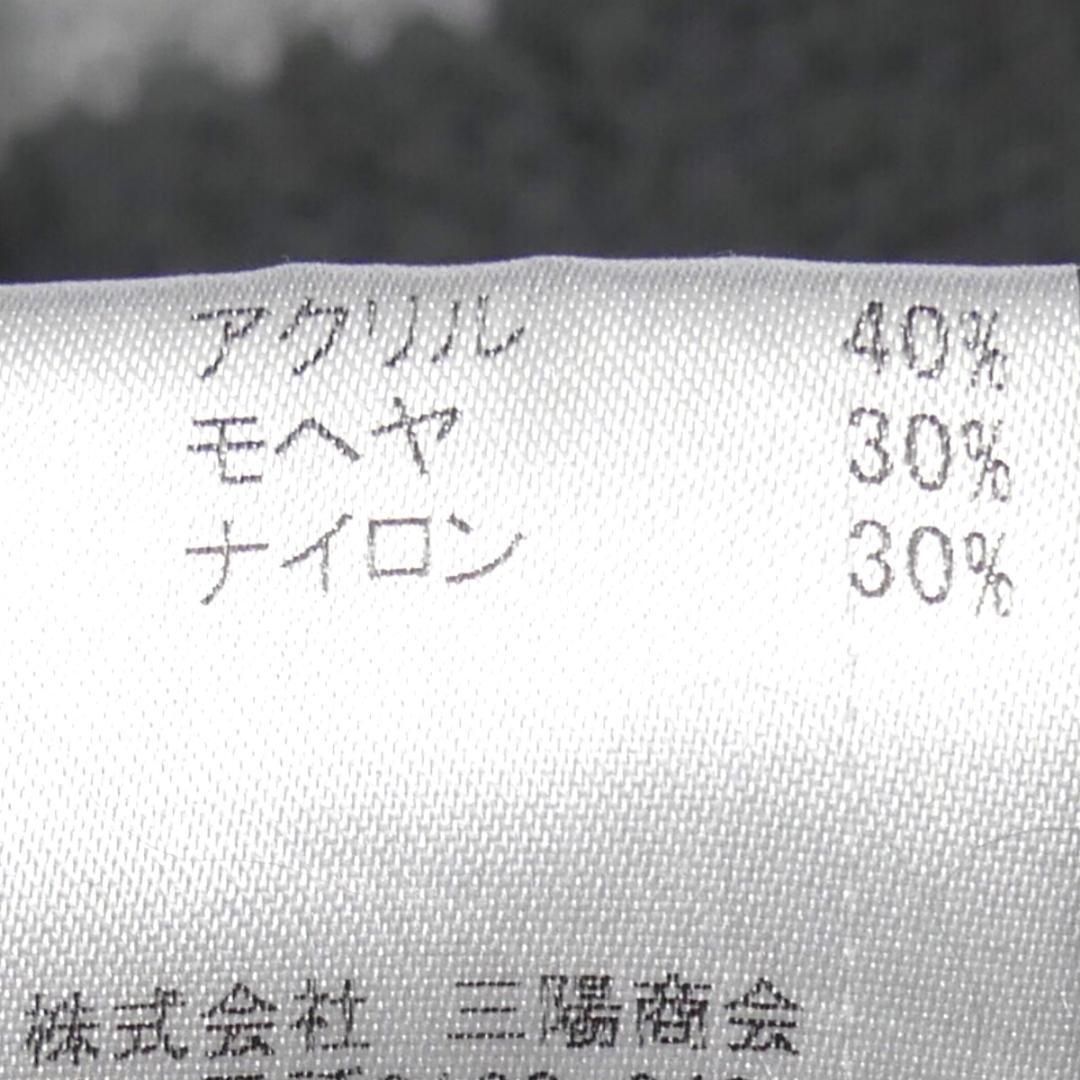 アクリル 40%
モヘヤ 30%
ナイロン 30%
株式会社 三陽商会